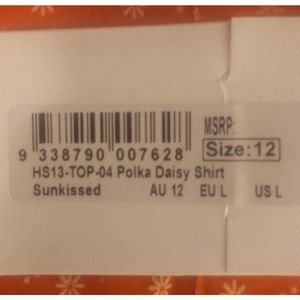 MSRP:
Size:12
9 338790 007628
HS13-TOP-04 Polka Daisy Shirt
Sunkissed AU 12 EU L US L